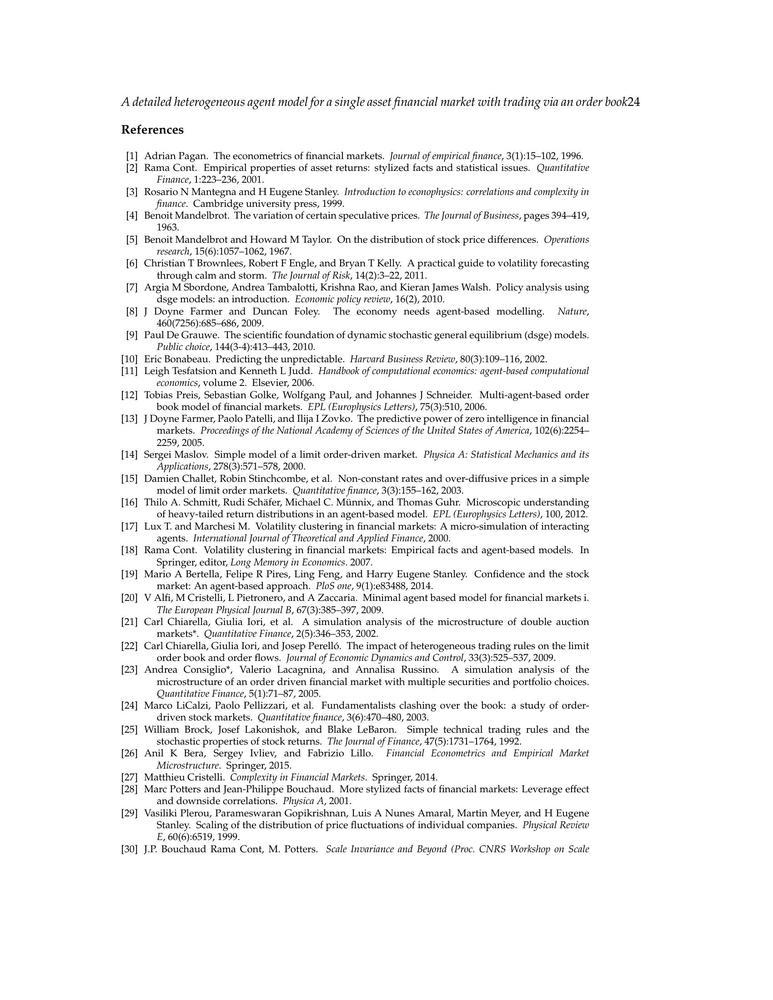 A detailed heterogeneous agent model for a single asset financial market with trading via an order book24
References
[1] Adrian Pagan. The econometrics of financial markets. Journal of empirical finance, 3(1):15–102, 1996.
[2] Rama Cont. Empirical properties of asset returns: stylized facts and statistical issues. Quantitative
Finance, 1:223–236, 2001.
[3] Rosario N Mantegna and H Eugene Stanley. Introduction to econophysics: correlations and complexity in
finance. Cambridge university press, 1999.
[4] Benoit Mandelbrot. The variation of certain speculative prices. The Journal of Business, pages 394–419,
1963.
[5] Benoit Mandelbrot and Howard M Taylor. On the distribution of stock price differences. Operations
research, 15(6):1057–1062, 1967.
[6] Christian T Brownlees, Robert F Engle, and Bryan T Kelly. A practical guide to volatility forecasting
through calm and storm. The Journal of Risk, 14(2):3–22, 2011.
[7] Argia M Sbordone, Andrea Tambalotti, Krishna Rao, and Kieran James Walsh. Policy analysis using
dsge models: an introduction. Economic policy review, 16(2), 2010.
[8] J Doyne Farmer and Duncan Foley. The economy needs agent-based modelling. Nature,
460(7256):685–686, 2009.
[9] Paul De Grauwe. The scientific foundation of dynamic stochastic general equilibrium (dsge) models.
Public choice, 144(3-4):413–443, 2010.
[10] Eric Bonabeau. Predicting the unpredictable. Harvard Business Review, 80(3):109–116, 2002.
[11] Leigh Tesfatsion and Kenneth L Judd. Handbook of computational economics: agent-based computational
economics, volume 2. Elsevier, 2006.
[12] Tobias Preis, Sebastian Golke, Wolfgang Paul, and Johannes J Schneider. Multi-agent-based order
book model of financial markets. EPL (Europhysics Letters), 75(3):510, 2006.
[13] J Doyne Farmer, Paolo Patelli, and Ilija I Zovko. The predictive power of zero intelligence in financial
markets. Proceedings of the National Academy of Sciences of the United States of America, 102(6):2254–
2259, 2005.
[14] Sergei Maslov. Simple model of a limit order-driven market. Physica A: Statistical Mechanics and its
Applications, 278(3):571–578, 2000.
[15] Damien Challet, Robin Stinchcombe, et al. Non-constant rates and over-diffusive prices in a simple
model of limit order markets. Quantitative finance, 3(3):155–162, 2003.
[16] Thilo A. Schmitt, Rudi Schäfer, Michael C. Münnix, and Thomas Guhr. Microscopic understanding
of heavy-tailed return distributions in an agent-based model. EPL (Europhysics Letters), 100, 2012.
[17] Lux T. and Marchesi M. Volatility clustering in financial markets: A micro-simulation of interacting
agents. International Journal of Theoretical and Applied Finance, 2000.
[18] Rama Cont. Volatility clustering in financial markets: Empirical facts and agent-based models. In
Springer, editor, Long Memory in Economics. 2007.
[19] Mario A Bertella, Felipe R Pires, Ling Feng, and Harry Eugene Stanley. Confidence and the stock
market: An agent-based approach. PloS one, 9(1):e83488, 2014.
[20] V Alfi, M Cristelli, L Pietronero, and A Zaccaria. Minimal agent based model for financial markets i.
The European Physical Journal B, 67(3):385–397, 2009.
[21] Carl Chiarella, Giulia Iori, et al. A simulation analysis of the microstructure of double auction
markets*. Quantitative Finance, 2(5):346–353, 2002.
[22] Carl Chiarella, Giulia Iori, and Josep Perelló. The impact of heterogeneous trading rules on the limit
order book and order flows. Journal of Economic Dynamics and Control, 33(3):525–537, 2009.
[23] Andrea Consiglio*, Valerio Lacagnina, and Annalisa Russino. A simulation analysis of the
microstructure of an order driven financial market with multiple securities and portfolio choices.
Quantitative Finance, 5(1):71–87, 2005.
[24] Marco LiCalzi, Paolo Pellizzari, et al. Fundamentalists clashing over the book: a study of order-
driven stock markets. Quantitative finance, 3(6):470–480, 2003.
[25] William Brock, Josef Lakonishok, and Blake LeBaron. Simple technical trading rules and the
stochastic properties of stock returns. The Journal of Finance, 47(5):1731–1764, 1992.
[26] Anil K Bera, Sergey Ivliev, and Fabrizio Lillo. Financial Econometrics and Empirical Market
Microstructure. Springer, 2015.
[27] Matthieu Cristelli. Complexity in Financial Markets. Springer, 2014.
[28] Marc Potters and Jean-Philippe Bouchaud. More stylized facts of financial markets: Leverage effect
and downside correlations. Physica A, 2001.
[29] Vasiliki Plerou, Parameswaran Gopikrishnan, Luis A Nunes Amaral, Martin Meyer, and H Eugene
Stanley. Scaling of the distribution of price fluctuations of individual companies. Physical Review
E, 60(6):6519, 1999.
[30] J.P. Bouchaud Rama Cont, M. Potters. Scale Invariance and Beyond (Proc. CNRS Workshop on Scale